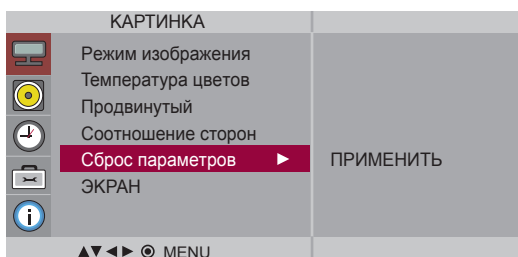 КАРТИНКА
Режим изображения
Температура цветов
Продвинутый
Соотношение сторон
Сброс параметров ► ПРИМЕНИТЬ
ЭКРАН
▲▼◄► ◉ MENU